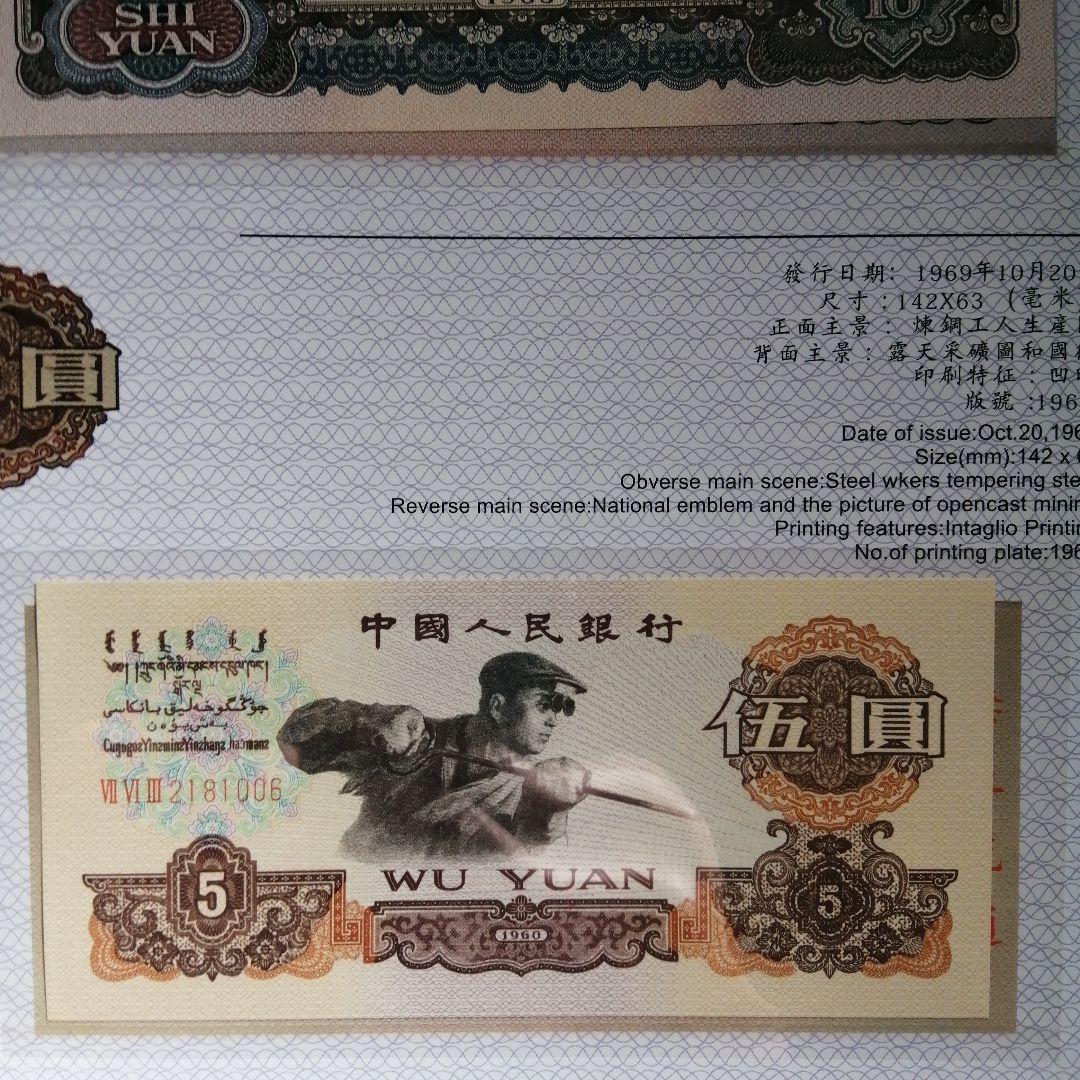 1960
SHI
YUAN
10
圓
發行日期: 1969年10月20
尺寸:142X63 (毫米
正面主景: 煉鋼工人生產
背面主景:露天采礦圖和國
印刷特征:凹
版號:196
Date of issue:Oct.20,196
Size(mm):142 x
Obverse main scene:Steel wkers tempering ste
Reverse main scene:National emblem and the picture of opencast minin
Printing features:Intaglio Printin
No.of printing plate:196
中國人民銀行
伍圓
VII VI III 2181006
WU YUAN
5
5
1960